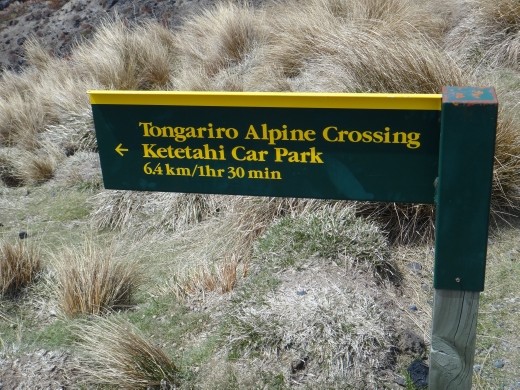 Tongariro Alpine Crossing
← Ketetahi Car Park
6.4 km/1hr 30 min